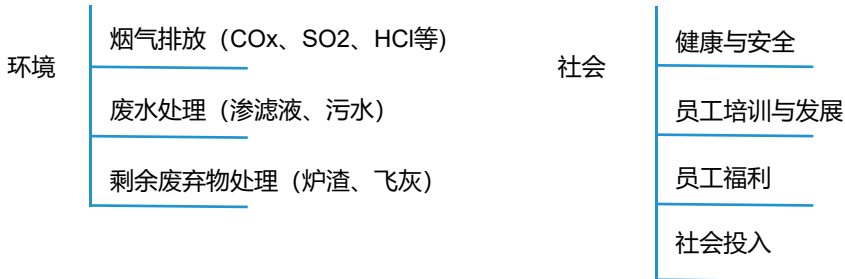 环境
烟气排放（COx、SO2、HCl等)
废水处理（渗滤液、污水）
剩余废弃物处理（炉渣、飞灰）
社会
健康与安全
员工培训与发展
员工福利
社会投入